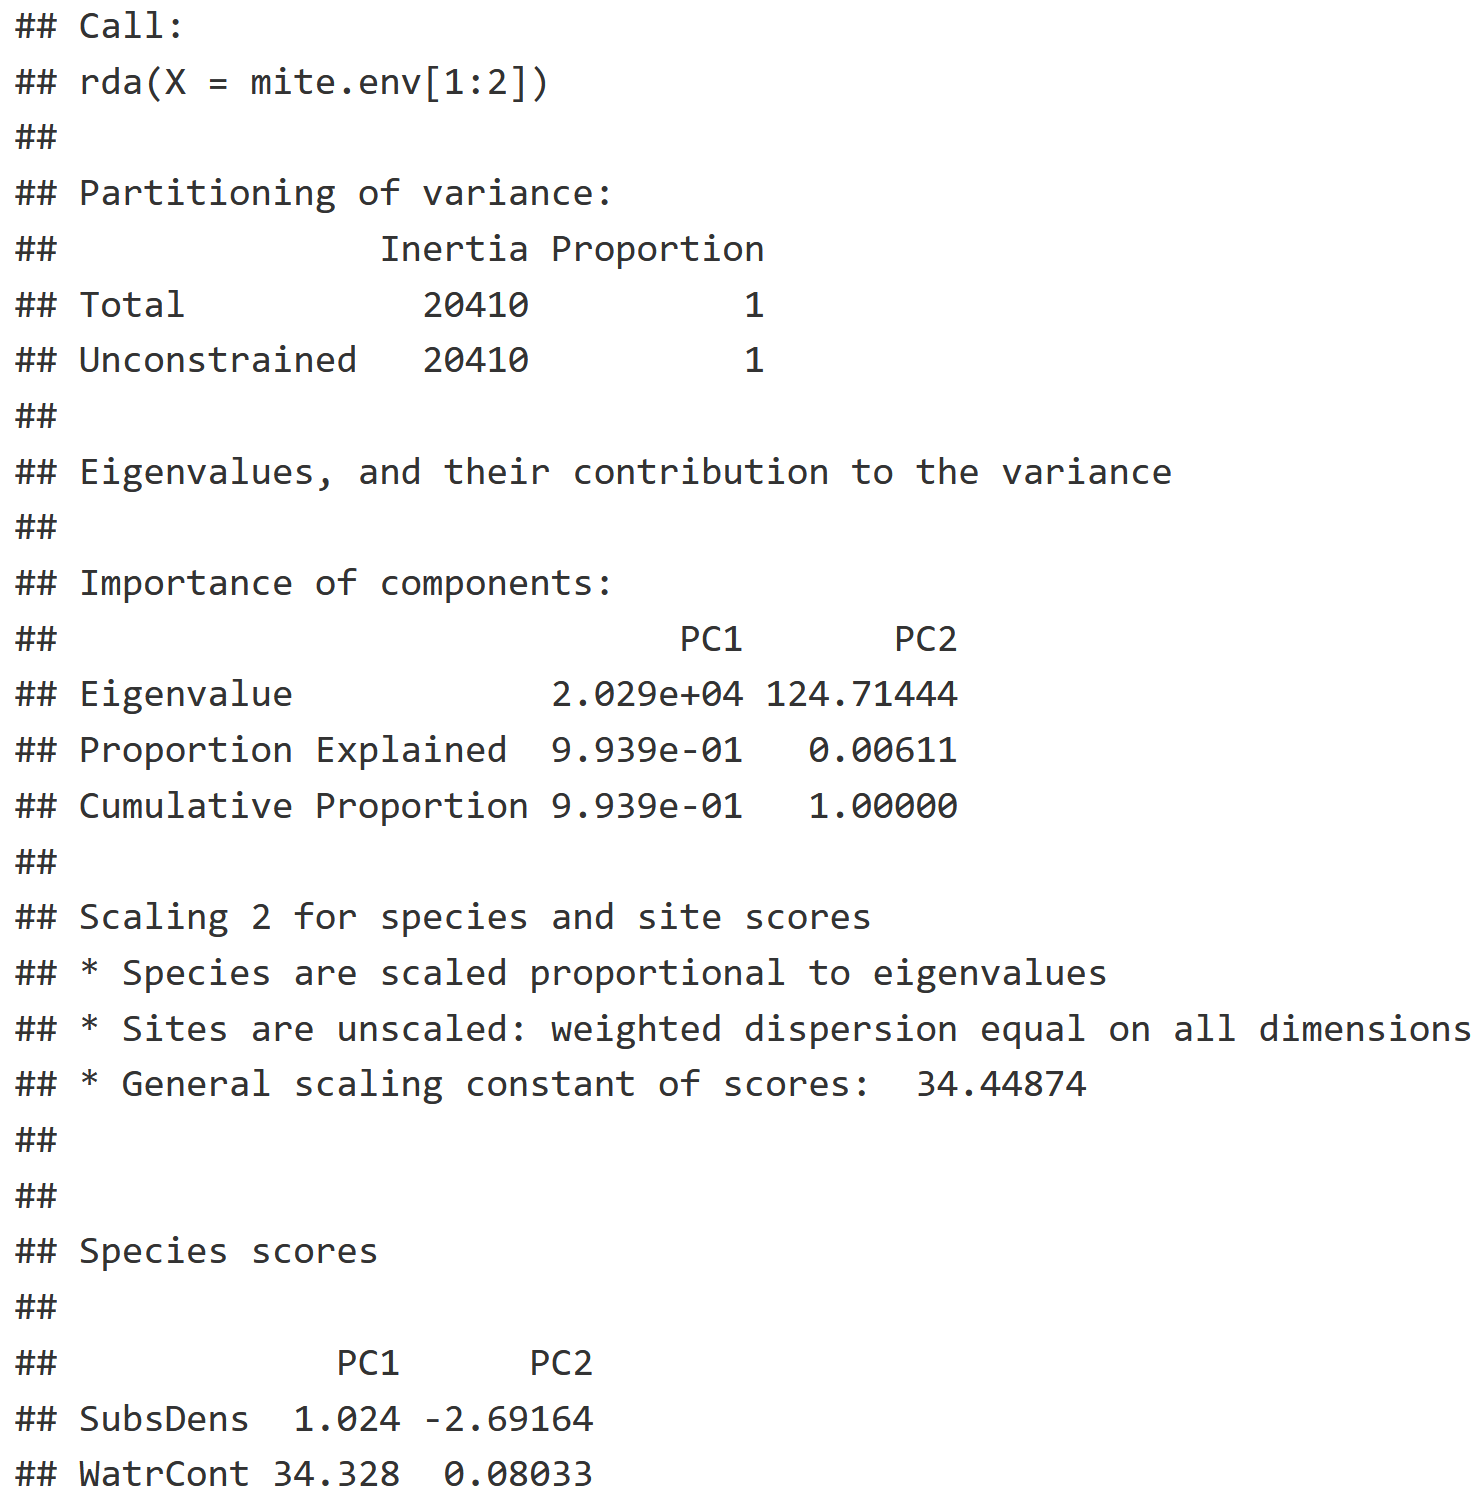 ## Call:
## rda(X = mite.env[1:2])
##
## Partitioning of variance:
##               Inertia Proportion
## Total           20410          1
## Unconstrained   20410          1
##
## Eigenvalues, and their contribution to the variance
##
## Importance of components:
##                             PC1       PC2
## Eigenvalue            2.029e+04 124.71444
## Proportion Explained  9.939e-01   0.00611
## Cumulative Proportion 9.939e-01   1.00000
##
## Scaling 2 for species and site scores
## * Species are scaled proportional to eigenvalues
## * Sites are unscaled: weighted dispersion equal on all dimensions
## * General scaling constant of scores:  34.44874
##
##
## Species scores
##
##             PC1      PC2
## SubsDens  1.024 -2.69164
## WatrCont 34.328  0.08033